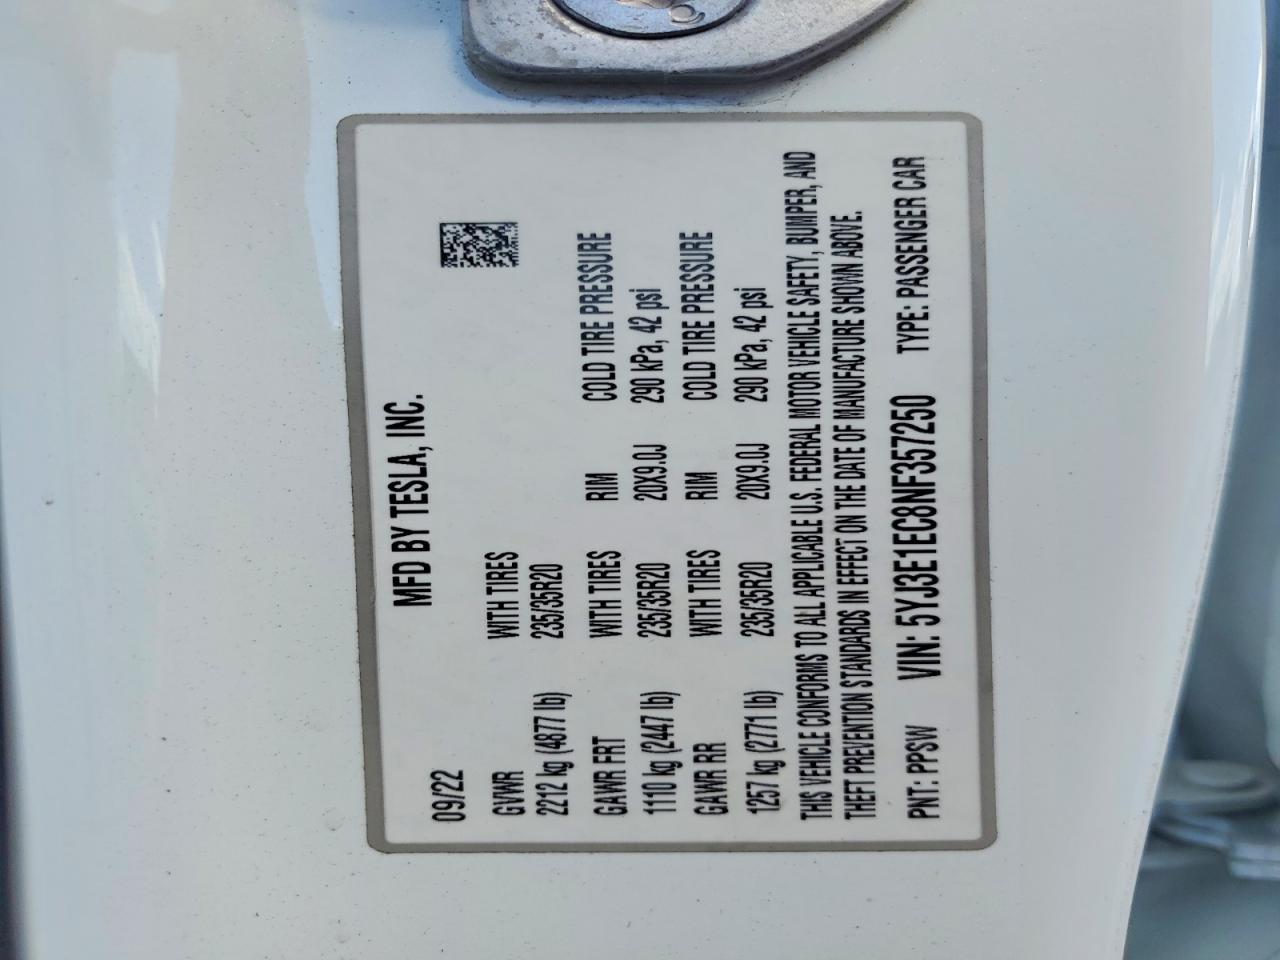 MFD BY TESLA, INC.
09/22
GVWR WITH TIRES
2212 kg (4877 lb) 235/35R20
GAWR FRT WITH TIRES RIM COLD TIRE PRESSURE
1110 kg (2447 lb) 235/35R20 20X9.0J 290 kPa, 42 psi
GAWR RR WITH TIRES RIM COLD TIRE PRESSURE
1257 kg (2771 lb) 235/35R20 20X9.0J 290 kPa, 42 psi
THIS VEHICLE CONFORMS TO ALL APPLICABLE U.S. FEDERAL MOTOR VEHICLE SAFETY, BUMPER, AND
THEFT PREVENTION STANDARDS IN EFFECT ON THE DATE OF MANUFACTURE SHOWN ABOVE.
PNT: PPSW VIN: 5YJ3E1EC8NF357250 TYPE: PASSENGER CAR